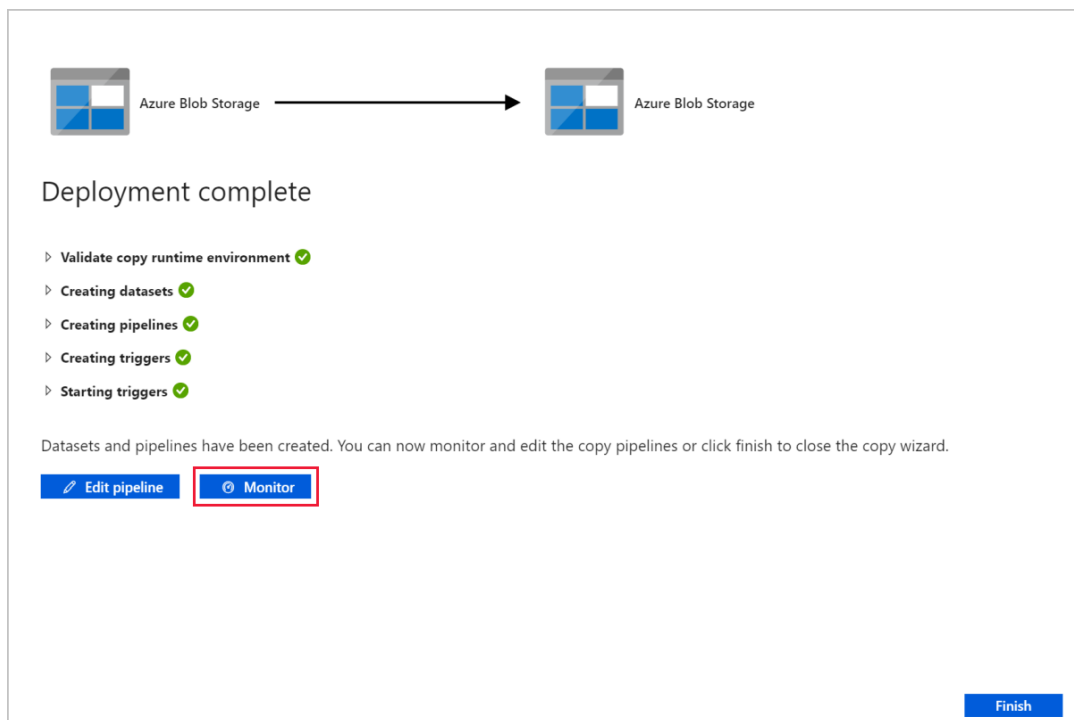 Azure Blob Storage
Azure Blob Storage
Deployment complete
Validate copy runtime environment
Creating datasets
Creating pipelines
Creating triggers
Starting triggers
Datasets and pipelines have been created. You can now monitor and edit the copy pipelines or click finish to close the copy wizard.
Edit pipeline
Monitor
Finish